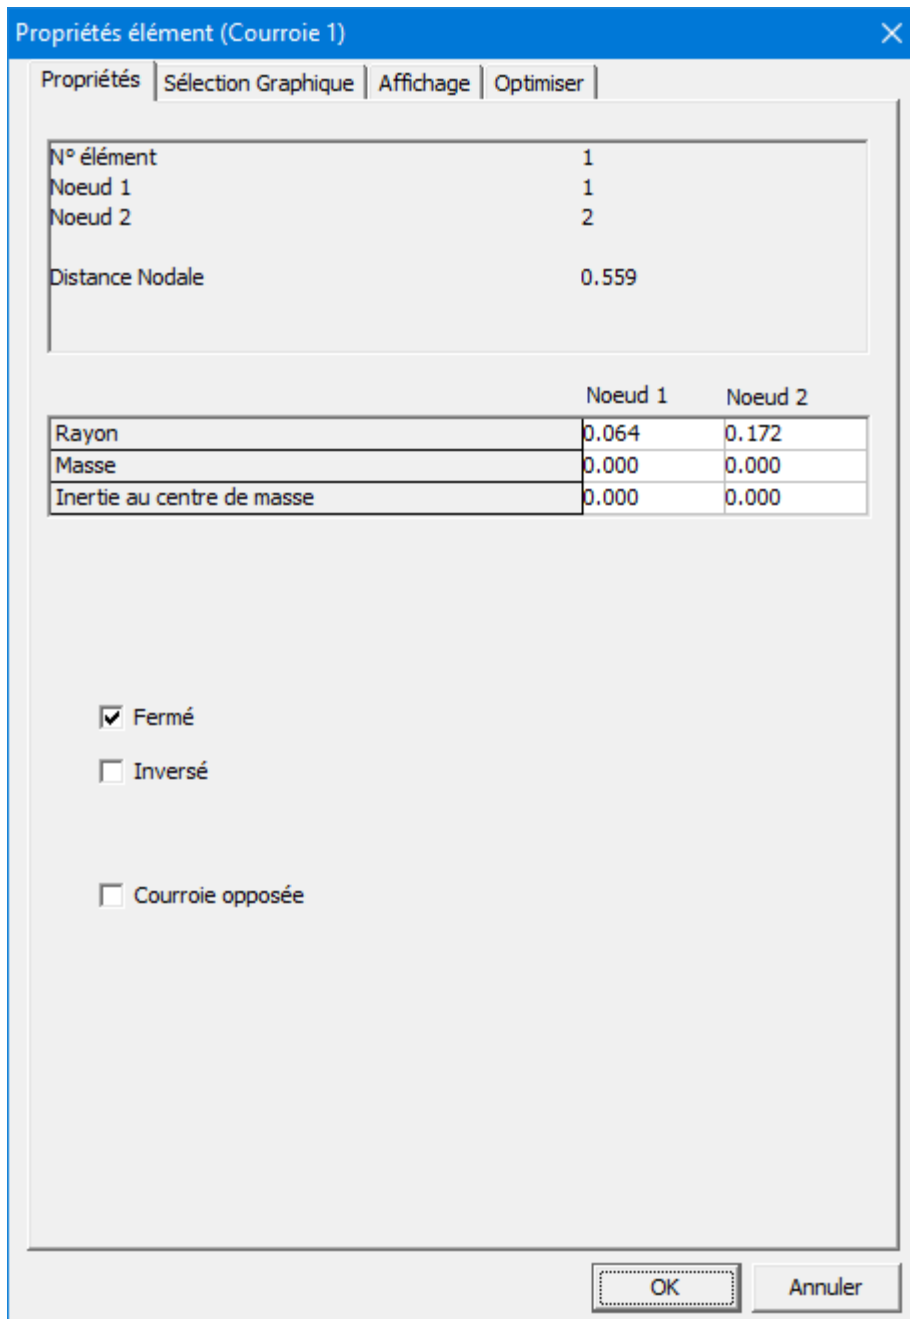 Propriétés élément (Courroie 1)
Propriétés Sélection Graphique Affichage Optimiser
N° élément 1
Noeud 1 1
Noeud 2 2
Distance Nodale 0.559
Noeud 1 Noeud 2
Rayon 0.064 0.172
Masse 0.000 0.000
Inertie au centre de masse 0.000 0.000
Fermé
Inversé
Courroie opposée
OK Annuler